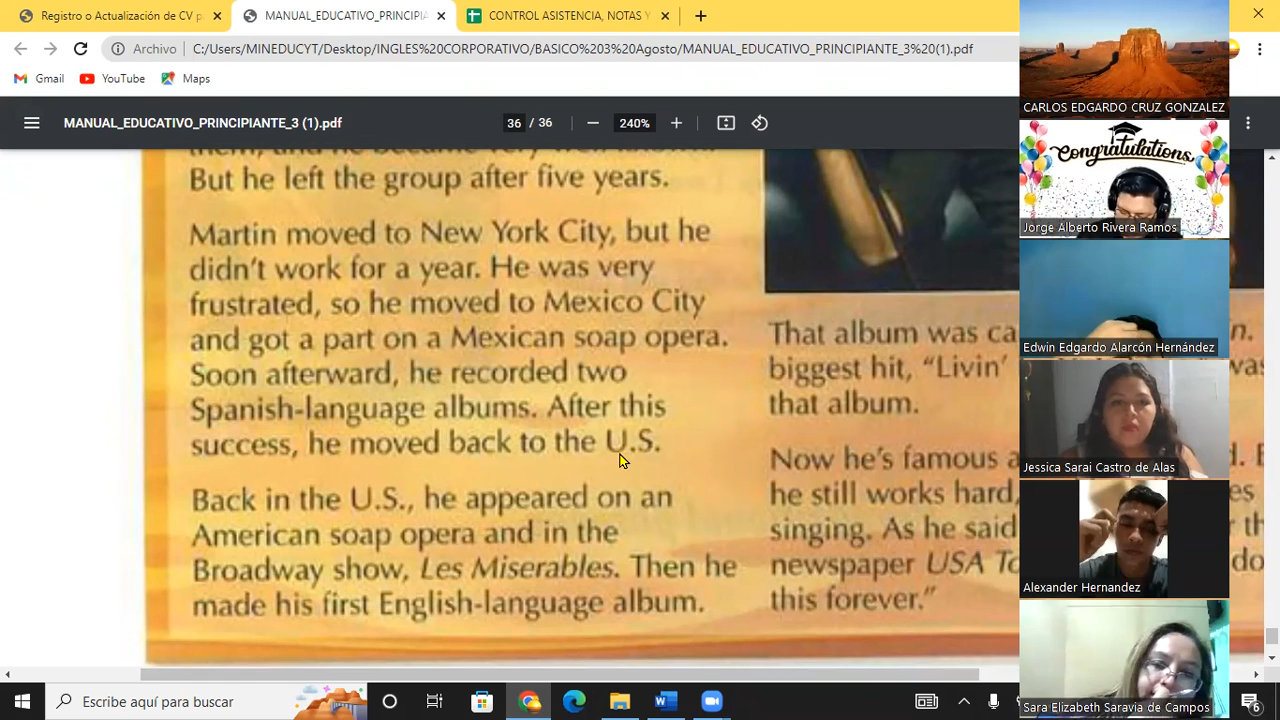 Registro o Actualización de CV p
MANUAL_EDUCATIVO_PRINCIPIA
CONTROL ASISTENCIA, NOTAS Y
Archivo
C:/Users/MINEDUCYT/Desktop/INGLES%20CORPORATIVO/BASICO%203%20Agosto/MANUAL_EDUCATIVO_PRINCIPIANTE_3%20(1).pdf
Gmail
YouTube
Maps
MANUAL_EDUCATIVO_PRINCIPIANTE_3 (1).pdf
36 / 36
240%
But he left the group after five years.
Martin moved to New York City, but he
didn't work for a year. He was very
frustrated, so he moved to Mexico City
and got a part on a Mexican soap opera.
Soon afterward, he recorded two
Spanish-language albums. After this
success, he moved back to the U.S.
Back in the U.S., he appeared on an
American soap opera and in the
Broadway show, Les Miserables. Then he
made his first English-language album.
That album was ca
biggest hit, "Livin'
that album.
Now he's famous a
he still works hard,
singing. As he said
newspaper USA To
this forever."
CARLOS EDGARDO CRUZ GONZALEZ
Congratulations
Jorge Alberto Rivera Ramos
Edwin Edgardo Alarcón Hernández
Jessica Sarai Castro de Alas
Alexander Hernandez
Sara Elizabeth Saravia de Campos
Escribe aquí para buscar
6